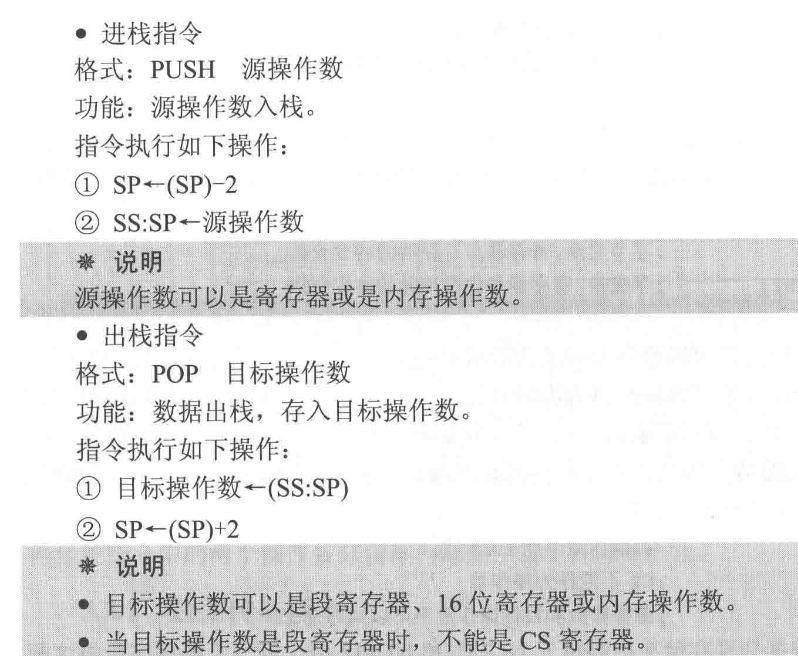 ● 进栈指令
格式：PUSH 源操作数
功能：源操作数入栈。
指令执行如下操作：
① SP←(SP)−2
② SS:SP←源操作数
※ 说明
源操作数可以是寄存器或是内存操作数。
● 出栈指令
格式：POP 目标操作数
功能：数据出栈，存入目标操作数。
指令执行如下操作：
① 目标操作数←(SS:SP)
② SP←(SP)+2
※ 说明
● 目标操作数可以是段寄存器、16 位寄存器或内存操作数。
● 当目标操作数是段寄存器时，不能是 CS 寄存器。